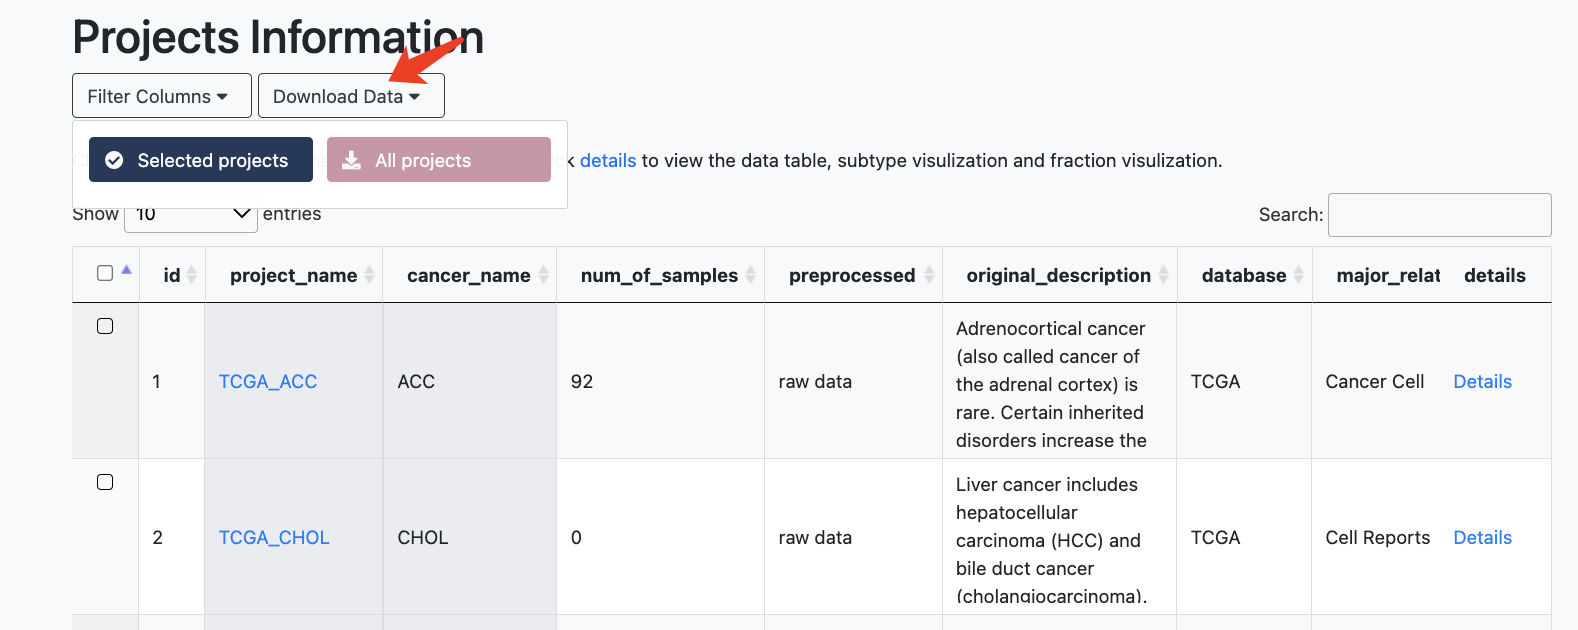 Projects Information
Filter Columns
Download Data
Selected projects
All projects
k details to view the data table, subtype visulization and fraction visulization.
Show 10 entries
Search:
id project_name cancer_name num_of_samples preprocessed original_description database major_relat details
1 TCGA_ACC ACC 92 raw data Adrenocortical cancer
(also called cancer of
the adrenal cortex) is
rare. Certain inherited
disorders increase the
TCGA Cancer Cell Details
2 TCGA_CHOL CHOL 0 raw data Liver cancer includes
hepatocellular
carcinoma (HCC) and
bile duct cancer
(cholangiocarcinoma).
TCGA Cell Reports Details